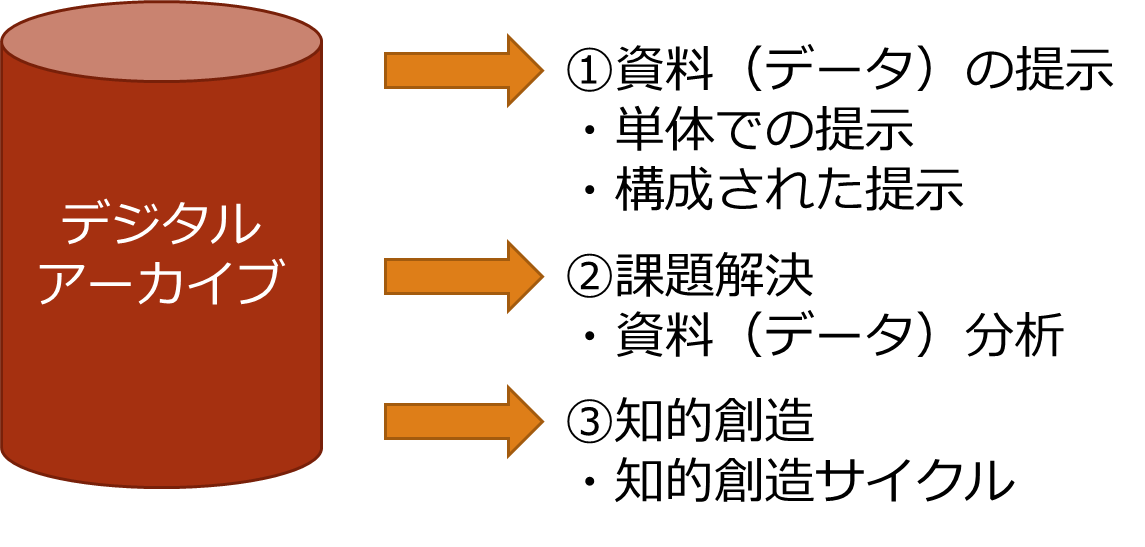 デジタル
アーカイブ
①資料（データ）の提示
・単体での提示
・構成された提示
②課題解決
・資料（データ）分析
③知的創造
・知的創造サイクル